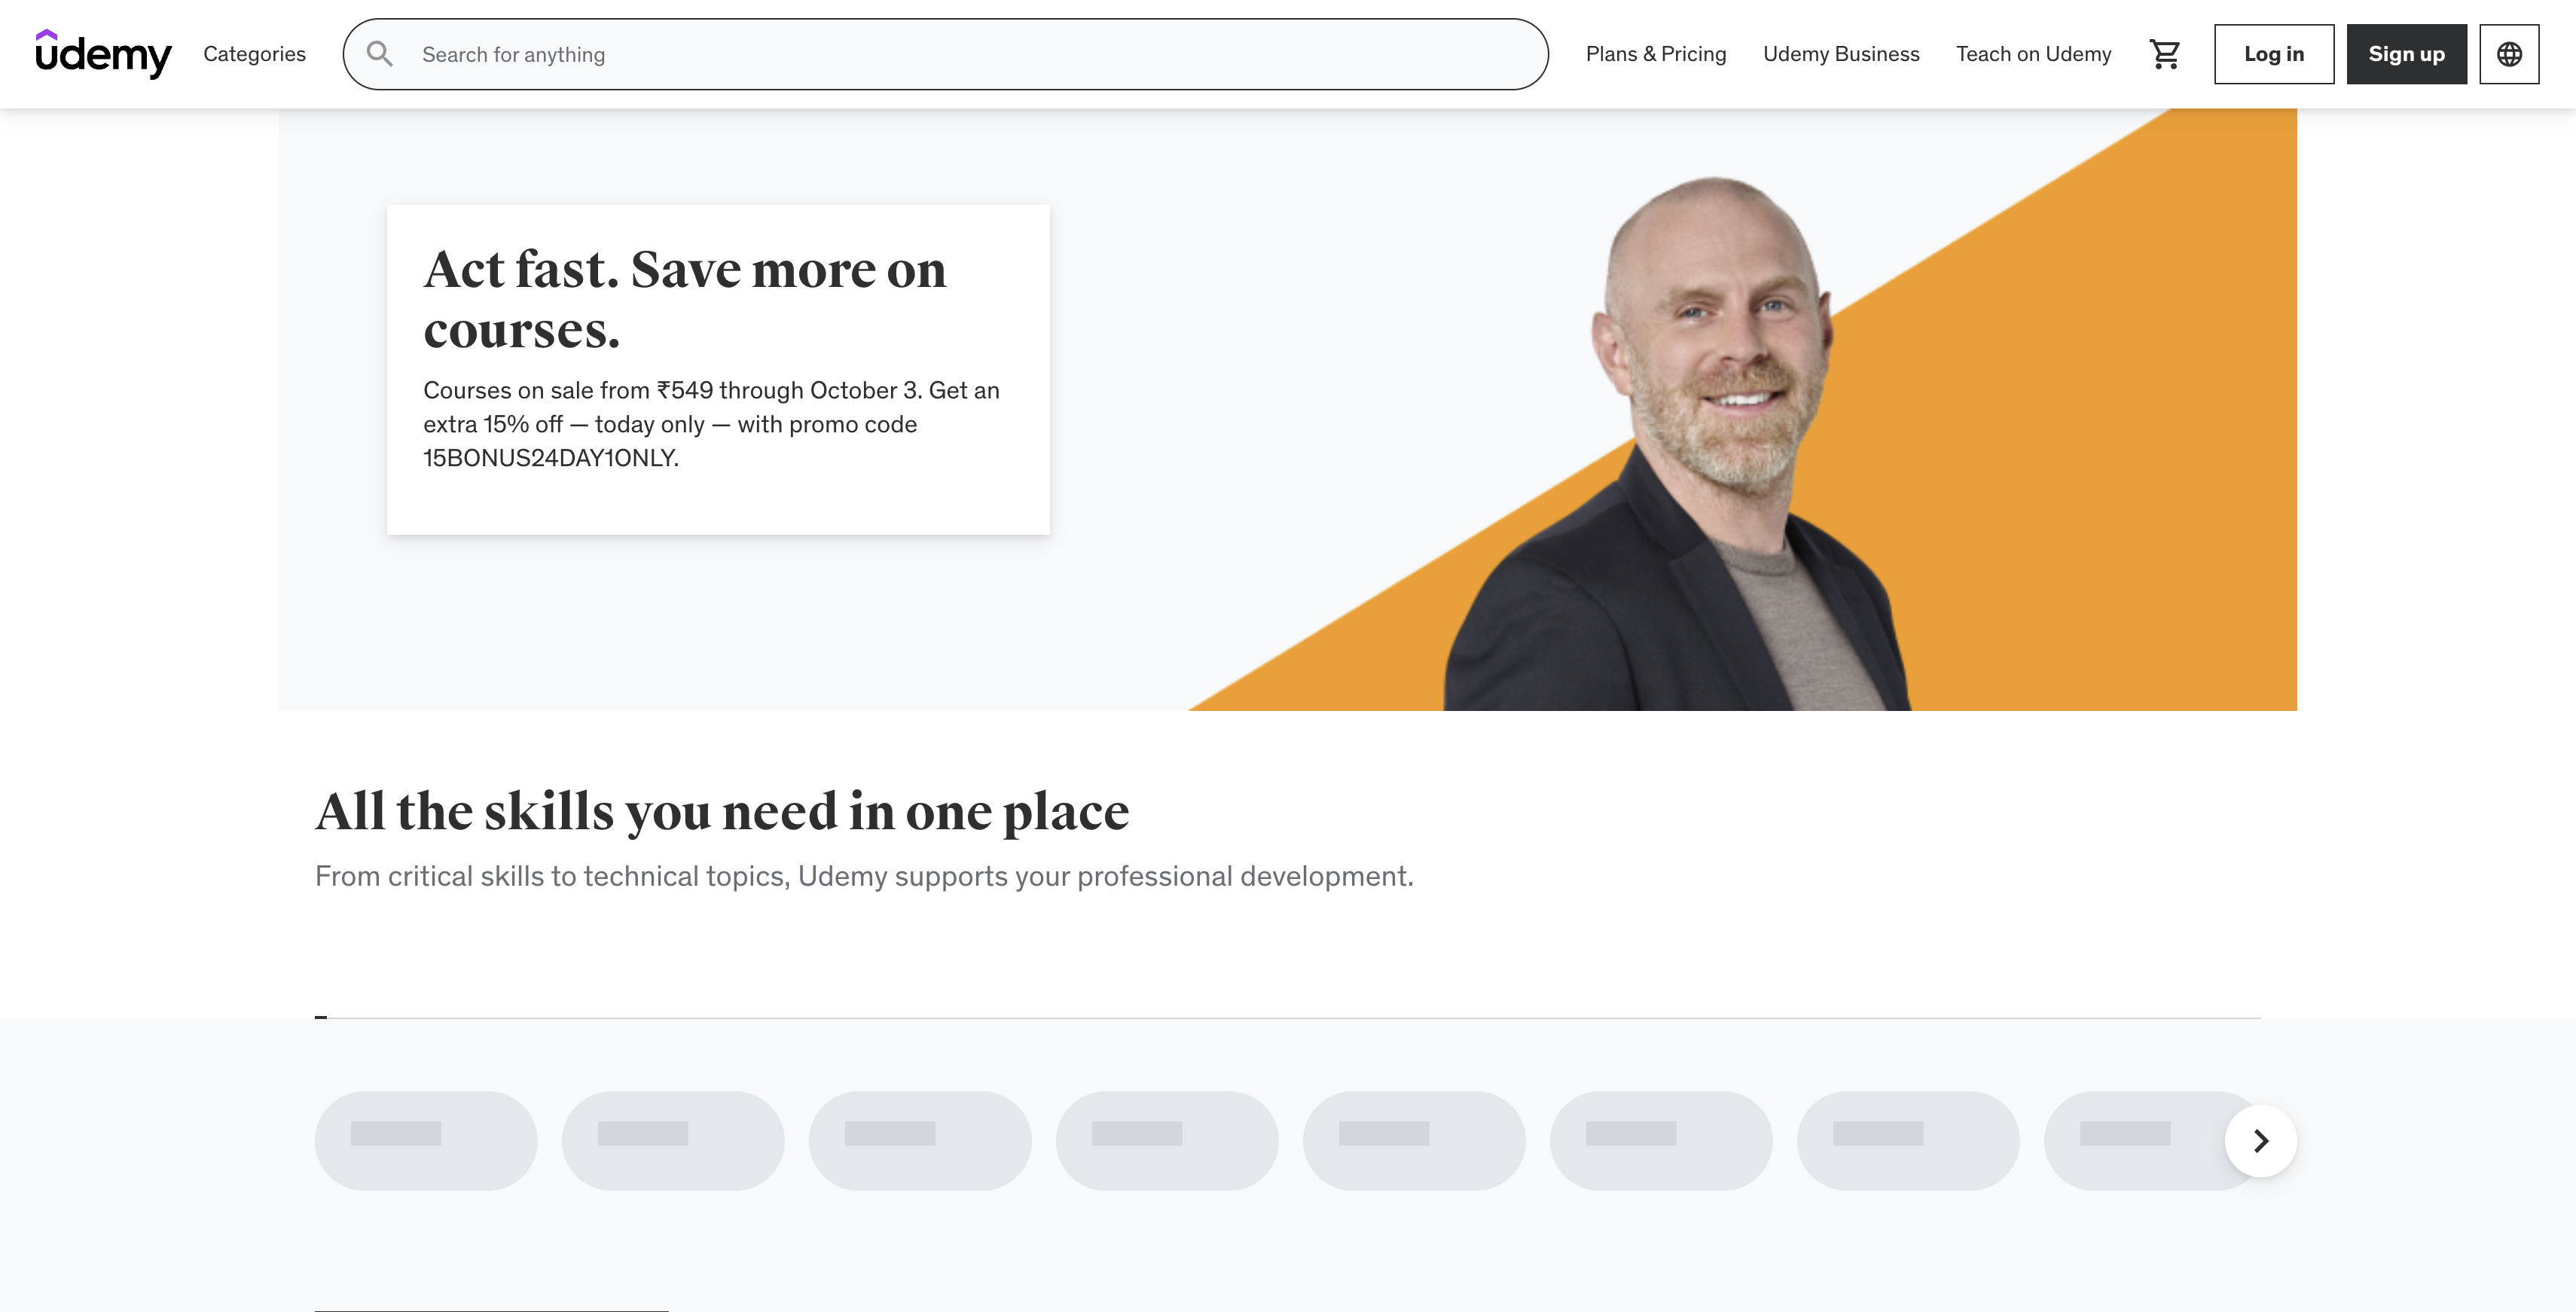 udemy
Categories
Search for anything
Plans & Pricing
Udemy Business
Teach on Udemy
Log in
Sign up
Act fast. Save more on
courses.
Courses on sale from ₹549 through October 3. Get an
extra 15% off — today only — with promo code
15BONUS24DAY1ONLY.
All the skills you need in one place
From critical skills to technical topics, Udemy supports your professional development.